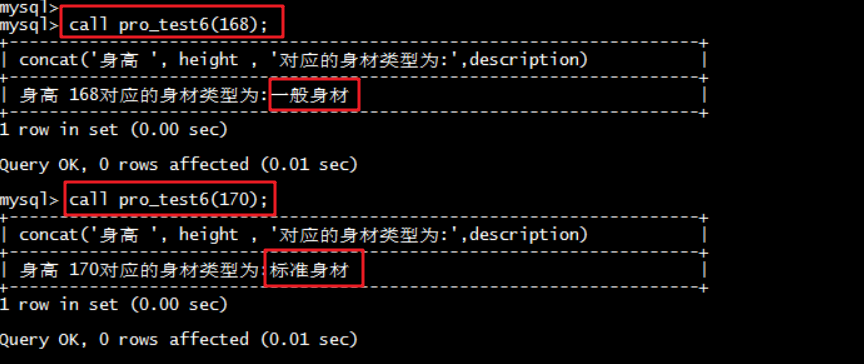 mysql>
mysql> call pro_test6(168);
+---------------------------------------------------------------+
| concat('身高 ', height , '对应的身材类型为:',description) |
+---------------------------------------------------------------+
| 身高 168对应的身材类型为:一般身材 |
+---------------------------------------------------------------+
1 row in set (0.00 sec)
Query OK, 0 rows affected (0.01 sec)
mysql> call pro_test6(170);
+---------------------------------------------------------------+
| concat('身高 ', height , '对应的身材类型为:',description) |
+---------------------------------------------------------------+
| 身高 170对应的身材类型为:标准身材 |
+---------------------------------------------------------------+
1 row in set (0.00 sec)
Query OK, 0 rows affected (0.01 sec)